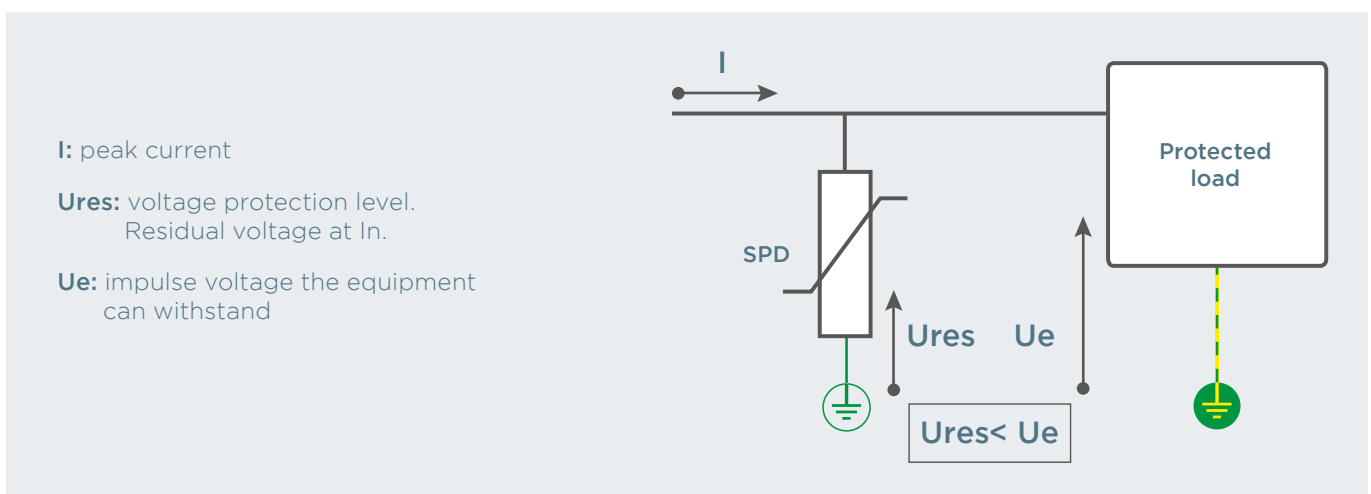 I: peak current
Ures: voltage protection level.
Residual voltage at In.
Ue: impulse voltage the equipment
can withstand
I
Protected
load
SPD
Ures
Ue
Ures< Ue